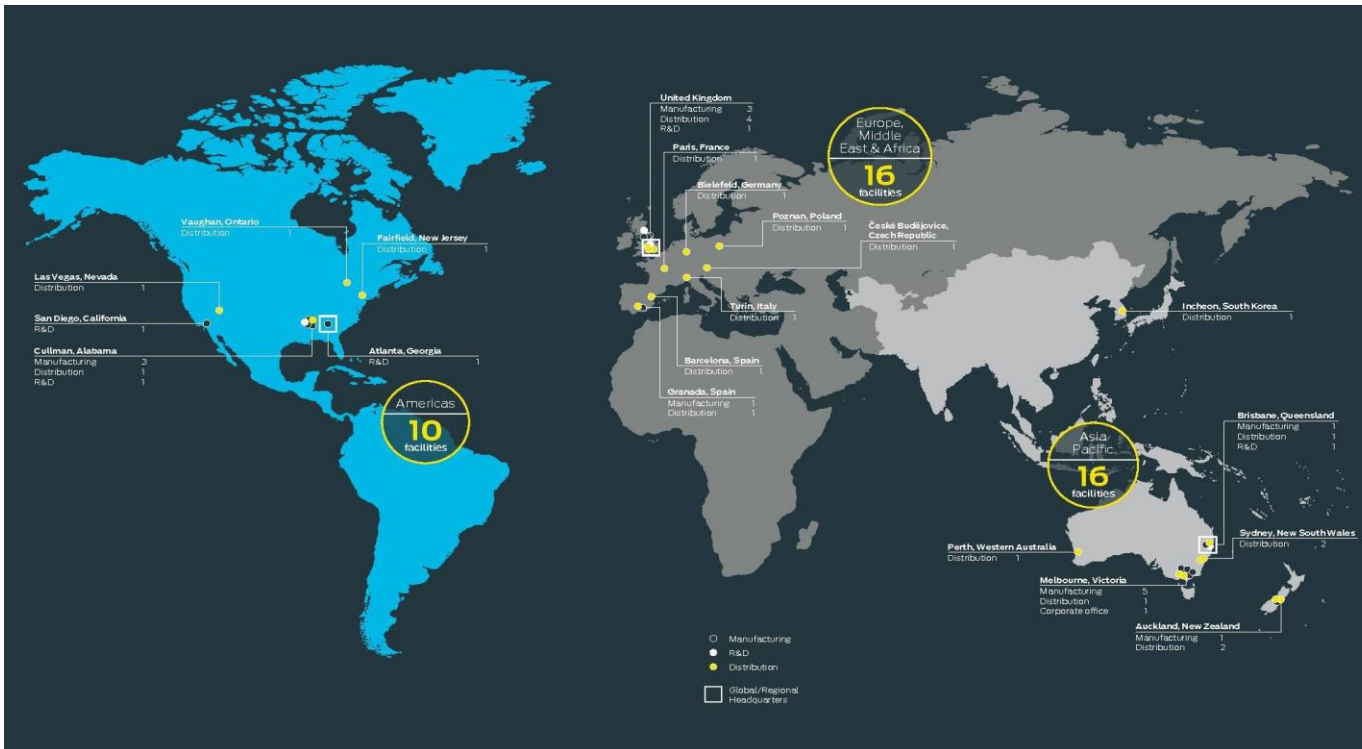 Vaughan, Ontario
Distribution 1
Fairfield, New Jersey
Distribution 1
Las Vegas, Nevada
Distribution 1
San Diego, California
R&D 1
Cullman, Alabama
Manufacturing 3
Distribution 1
R&D 1
Atlanta, Georgia
R&D 1
Americas
10
facilities
United Kingdom
Manufacturing 3
Distribution 4
R&D 1
Paris, France
Distribution 1
Bielefeld, Germany
Distribution 1
Poznan, Poland
Distribution 1
České Budějovice,
Czech Republic
Distribution 1
Turin, Italy
Distribution 1
Barcelona, Spain
Distribution 1
Granada, Spain
Manufacturing 1
Distribution 1
Europe,
Middle
East & Africa
16
facilities
Incheon, South Korea
Distribution 1
Asia
Pacific
16
facilities
Brisbane, Queensland
Manufacturing 1
Distribution 1
R&D 1
Sydney, New South Wales
Distribution 2
Perth, Western Australia
Distribution 1
Melbourne, Victoria
Manufacturing 5
Distribution 1
Corporate office 1
Auckland, New Zealand
Manufacturing 1
Distribution 2
Manufacturing
R&D
Distribution
Global/Regional
Headquarters